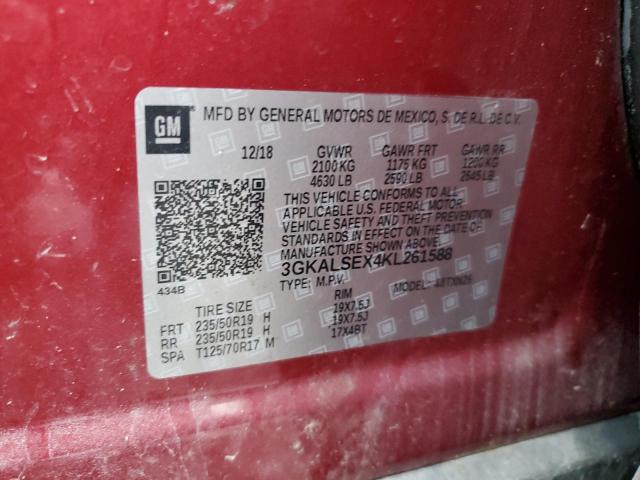 GM
MFD BY GENERAL MOTORS DE MEXICO, S. DE R.L. DE C.V.
12/18 GVWR GAWR FRT GAWR RR
2100 KG 1175 KG 1200 KG
4630 LB 2590 LB 2645 LB
THIS VEHICLE CONFORMS TO ALL
APPLICABLE U.S. FEDERAL MOTOR
VEHICLE SAFETY STANDARDS
IN EFFECT ON THE DATE OF
MANUFACTURE SHOWN ABOVE.
3GKALSEX4KL261588
TYPE: M.P.V. MODEL:
434B
TIRE SIZE RIM
FRT 235/50R19 H 19X7.5J
RR 235/50R19 H 19X7.5J
SPA T125/70R17 M 17X4BT